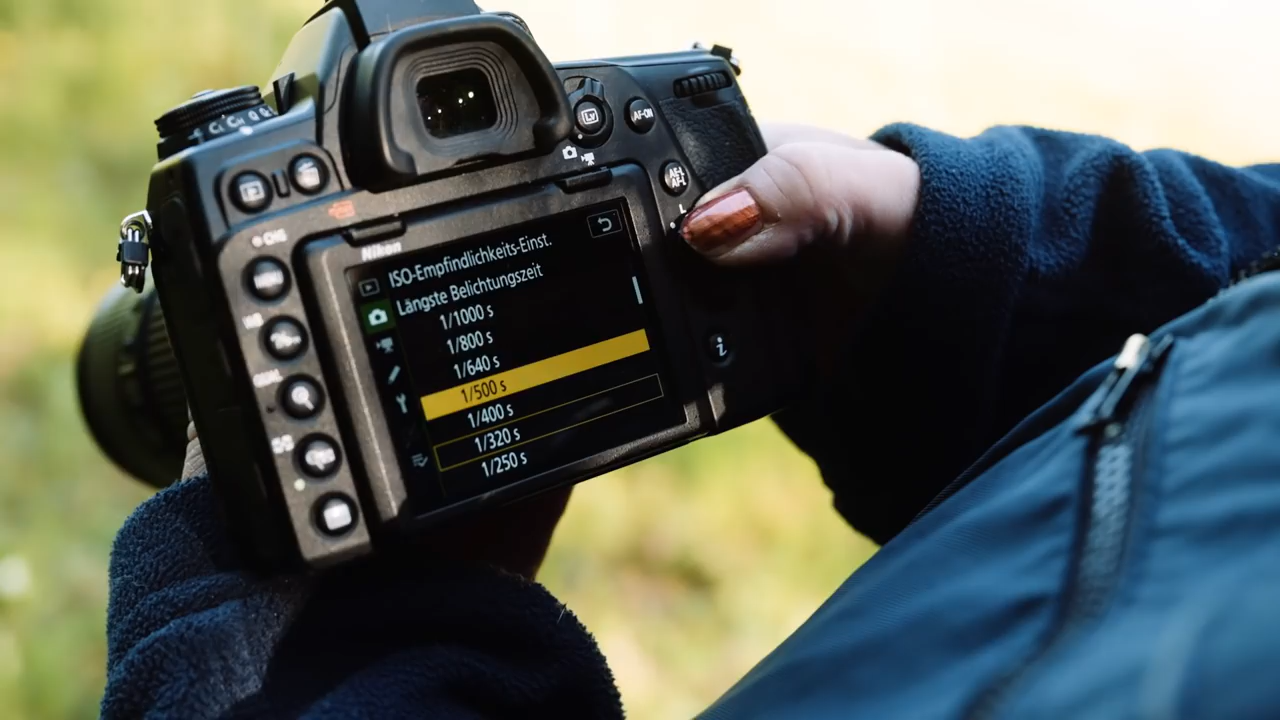 Lv
AF-ON
AE-L
AF-L
L
Nikon
ISO-Empfindlichkeits-Einst.
Längste Belichtungszeit
1/1000 s
1/800 s
1/640 s
1/500 s
1/400 s
1/320 s
1/250 s
i